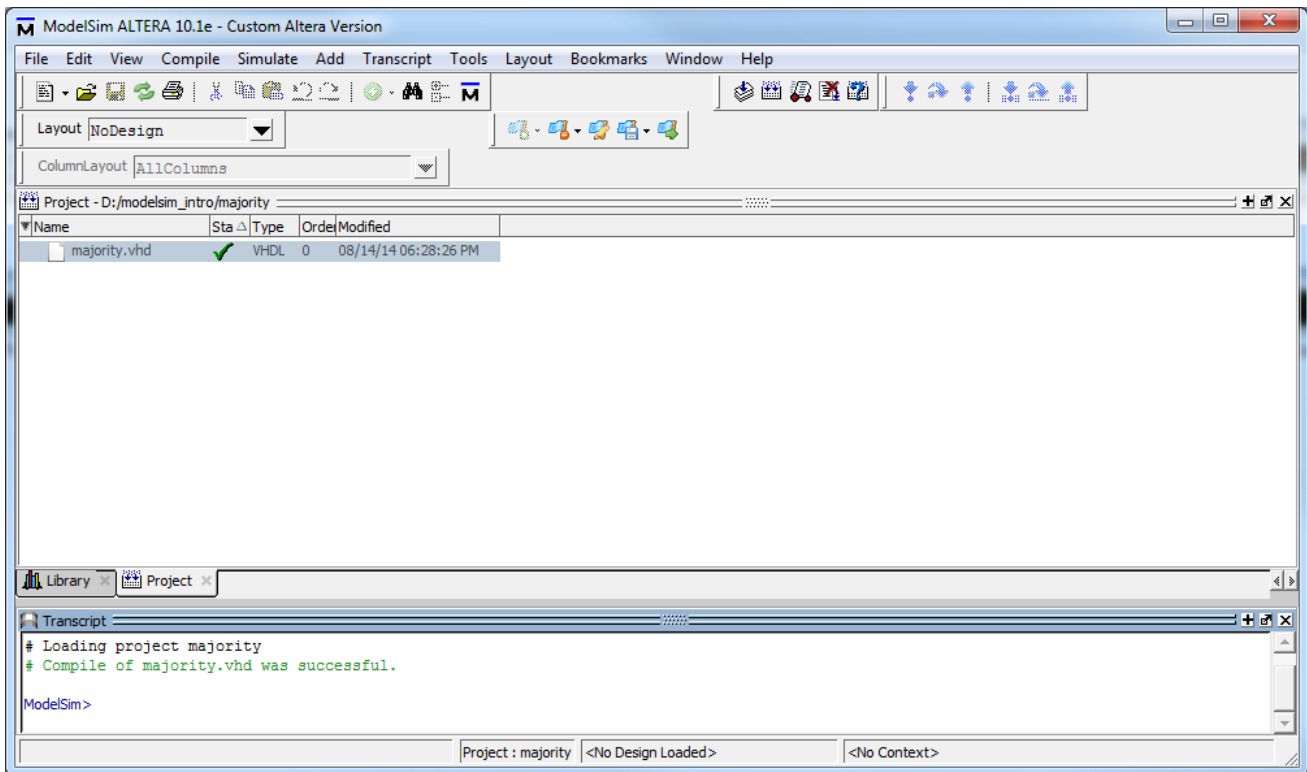 ModelSim ALTERA 10.1e - Custom Altera Version
File Edit View Compile Simulate Add Transcript Tools Layout Bookmarks Window Help
Layout NoDesign
ColumnLayout AllColumns
Project - D:/modelsim_intro/majority
Name Sta Type Order Modified
majority.vhd VHDL 0 08/14/14 06:28:26 PM
Library Project
Transcript
# Loading project majority
# Compile of majority.vhd was successful.
ModelSim>
Project : majority <No Design Loaded> <No Context>